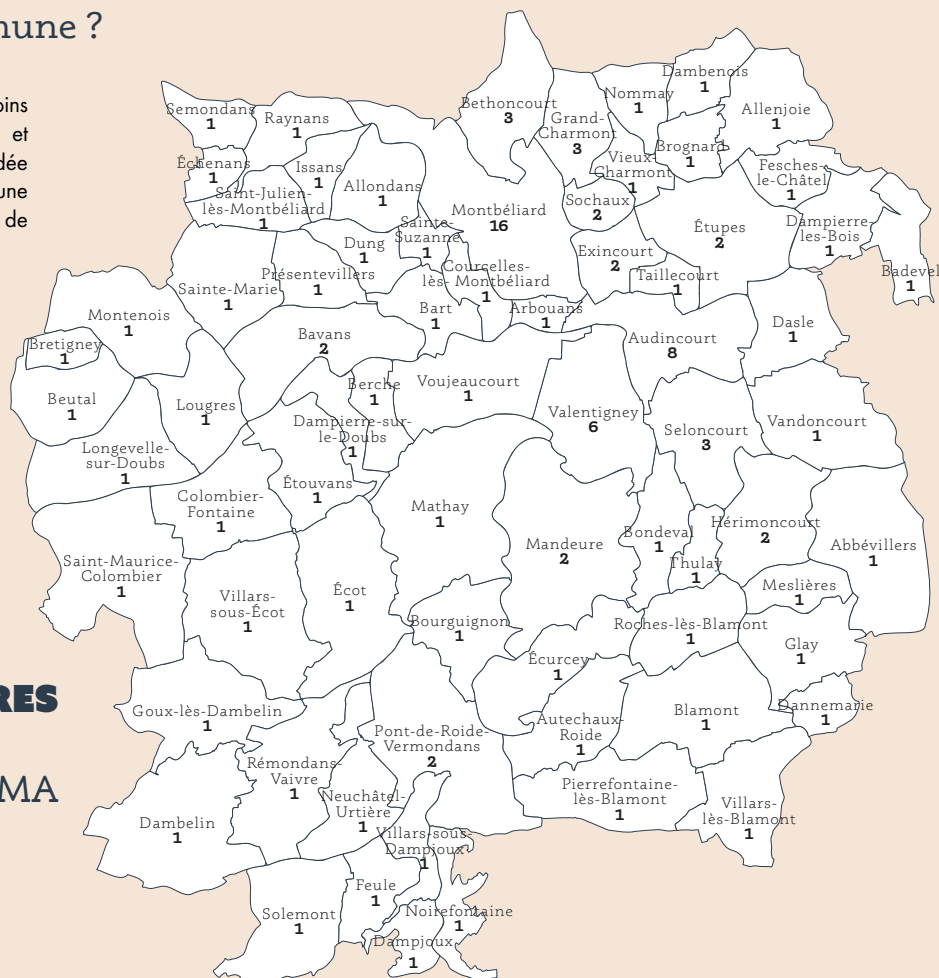 mune ?
oins
et
dée
une
de
RES
MA
Dambenois
1
Nommay
1
Bethoncourt
3
Grand-
Charmont
3
Allenjoie
1
Semondans
1
Raynans
1
Brognard
1
Vieux-
Charmont
1
Échenans
1
Issans
1
Fesches-
le-Châtel
1
Allondans
1
Saint-Julien-
lès-Montbéliard
1
Sochaux
2
Montbéliard
16
Sainte-
Suzanne
1
Étupes
2
Dampierre-
les-Bois
1
Dung
1
Exincourt
2
Badevel
1
Présentevillers
1
Courcelles-
lès- Montbéliard
1
Taillecourt
1
Sainte-Marie
1
Bart
1
Arbouans
1
Montenois
1
Dasle
1
Bavans
2
Audincourt
8
Bretigney
1
Berche
1
Voujeaucourt
1
Beutal
1
Lougres
1
Valentigney
6
Dampierre-sur-
le-Doubs
1
Seloncourt
3
Vandoncourt
1
Longevelle-
sur-Doubs
1
Étouvans
1
Colombier-
Fontaine
1
Mathay
1
Hérimoncourt
2
Bondeval
1
Mandeure
2
Abbévillers
1
Saint-Maurice-
Colombier
1
Thulay
1
Écot
1
Meslières
1
Villars-
sous-Écot
1
Bourguignon
1
Roches-lès-Blamont
1
Glay
1
Écurcey
1
Goux-lès-Dambelin
1
Blamont
1
Dannemarie
1
Autechaux-
Roide
1
Pont-de-Roide-
Vermondans
2
Rémondans-
Vaivre
1
Pierrefontaine-
lès-Blamont
1
Neuchâtel-
Urtière
1
Villars-
lès-Blamont
1
Dambelin
1
Villars-sous-
Dampjoux
1
Feule
1
Solemont
1
Noirefontaine
1
Dampjoux
1